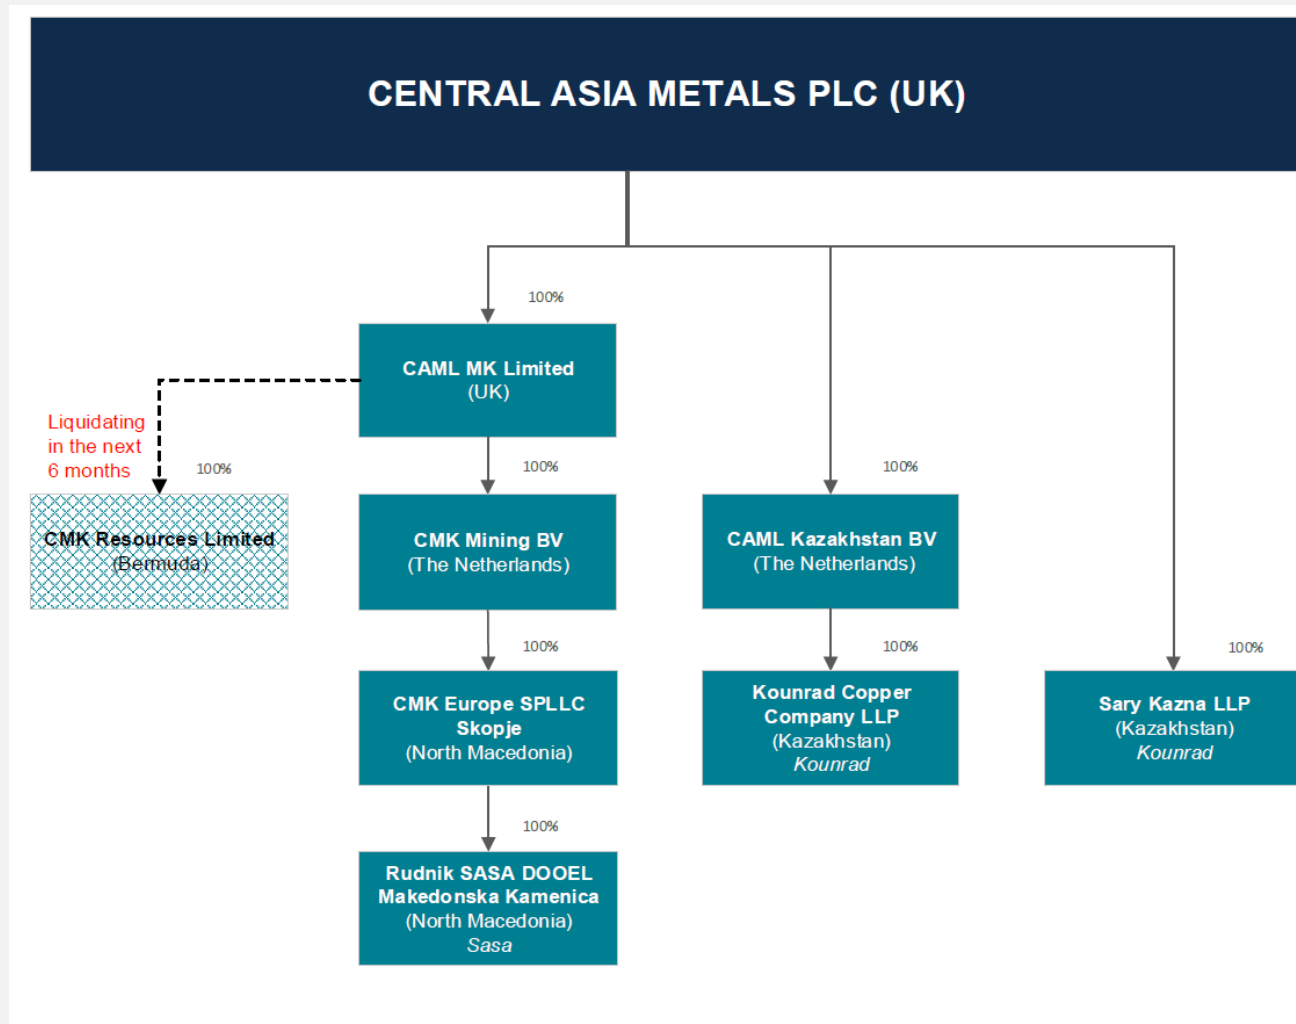 CENTRAL ASIA METALS PLC (UK)
100%
CAML MK Limited
(UK)
Liquidating
in the next
6 months
100%
100%
100%
CMK Resources Limited
(Bermuda)
CMK Mining BV
(The Netherlands)
CAML Kazakhstan BV
(The Netherlands)
100%
100%
100%
CMK Europe SPLLC
Skopje
(North Macedonia)
Kounrad Copper
Company LLP
(Kazakhstan)
Kounrad
Sary Kazna LLP
(Kazakhstan)
Kounrad
100%
Rudnik SASA DOOEL
Makedonska Kamenica
(North Macedonia)
Sasa